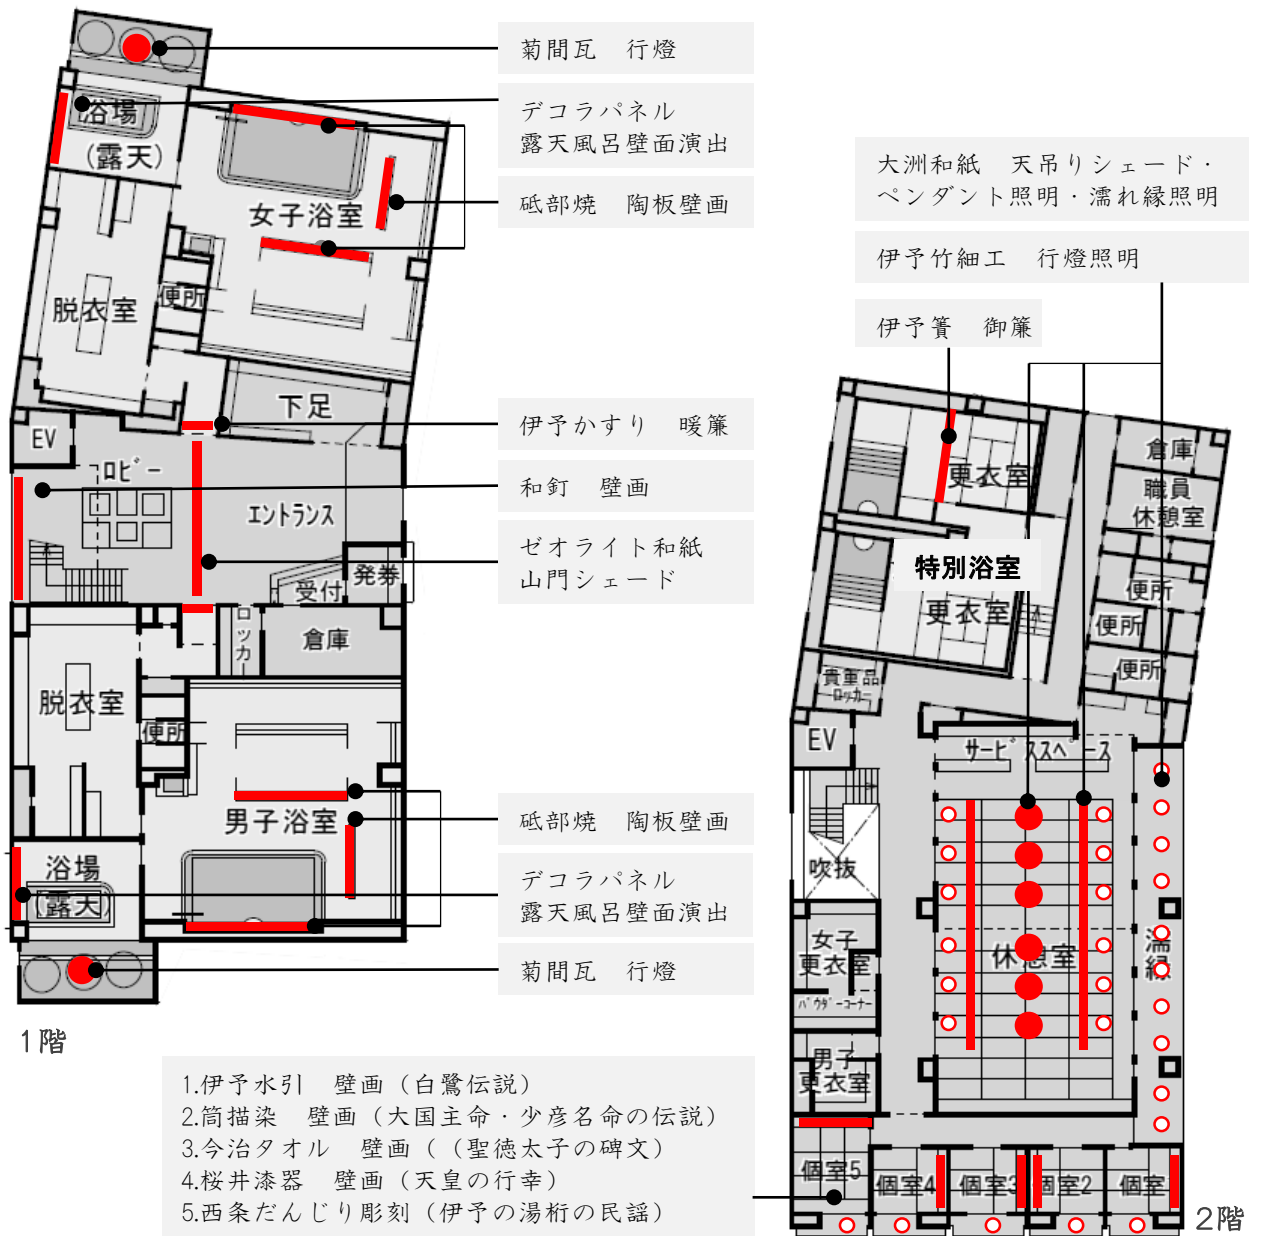 菊間瓦　行燈
デコラパネル
露天風呂壁面演出
砥部焼　陶板壁画
浴場
(露天)
女子浴室
脱衣室
便所
下足
EV
ロビー
エントランス
受付
発券
ロッカー
倉庫
伊予かすり　暖簾
和釘　壁画
ゼオライト和紙
山門シェード
脱衣室
便所
男子浴室
浴場
(露天)
砥部焼　陶板壁画
デコラパネル
露天風呂壁面演出
菊間瓦　行燈
1階
大洲和紙　天吊りシェード・
ペンダント照明・濡れ縁照明
伊予竹細工　行燈照明
伊予簀　御簾
更衣室
倉庫
職員
休憩室
特別浴室
更衣室
便所
便所
便所
貴重品
ロッカー
EV
サービススペース
吹抜
休憩室
濡縁
女子
更衣室
パウダーコーナー
男子
更衣室
個室5
個室4
個室3
個室2
個室
2階
1.伊予水引　壁画（白鷺伝説）
2.筒描染　壁画（大国主命・少彦名命の伝説）
3.今治タオル　壁画（（聖徳太子の碑文）
4.桜井漆器　壁画（天皇の行幸）
5.西条だんじり彫刻（伊予の湯桁の民謡）